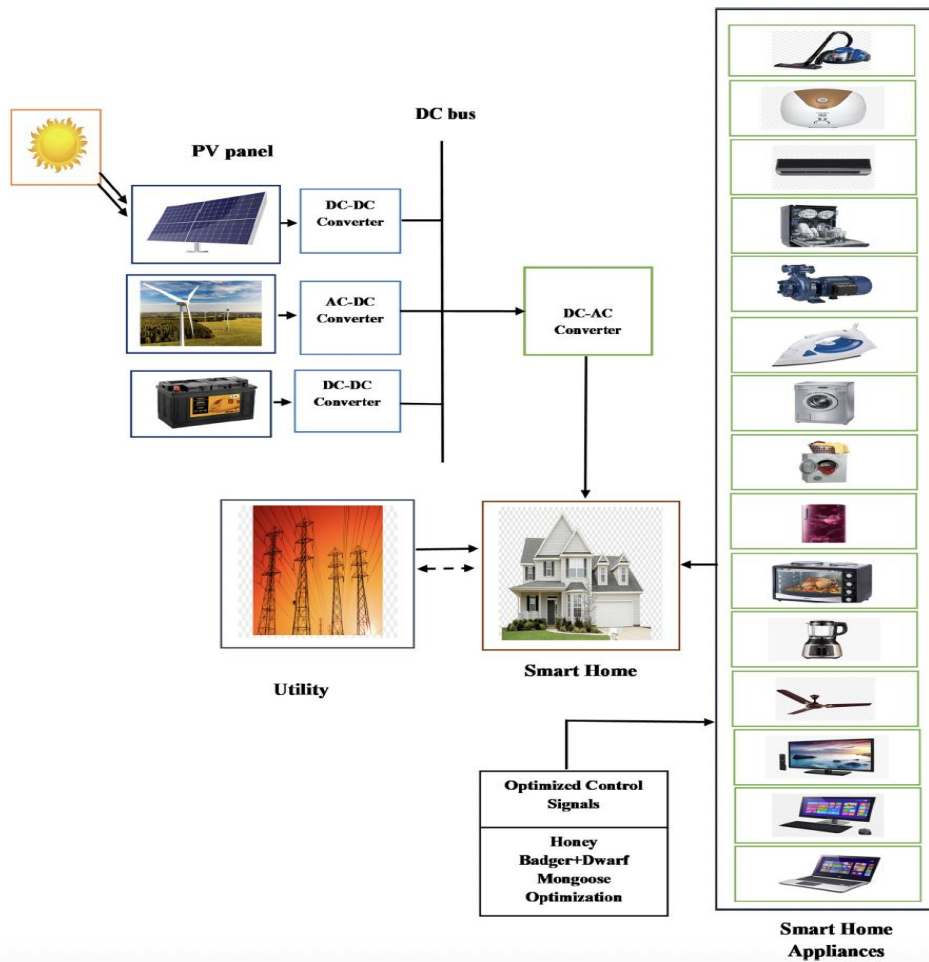 DC bus
PV panel
DC-DC
Converter
AC-DC
Converter
DC-AC
Converter
DC-DC
Converter
Utility
Smart Home
Optimized Control
Signals
Honey
Badger+Dwarf
Mongoose
Optimization
Smart Home
Appliances